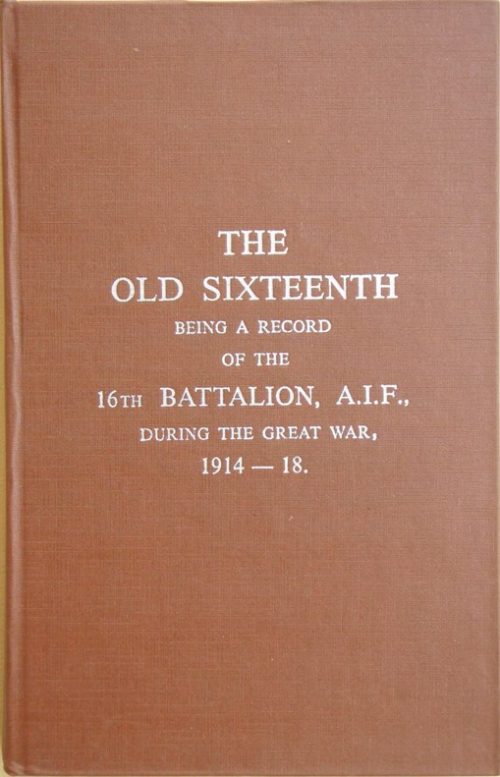 THE
OLD SIXTEENTH
BEING A RECORD
OF THE
16TH BATTALION, A.I.F.,
DURING THE GREAT WAR,
1914 — 18.